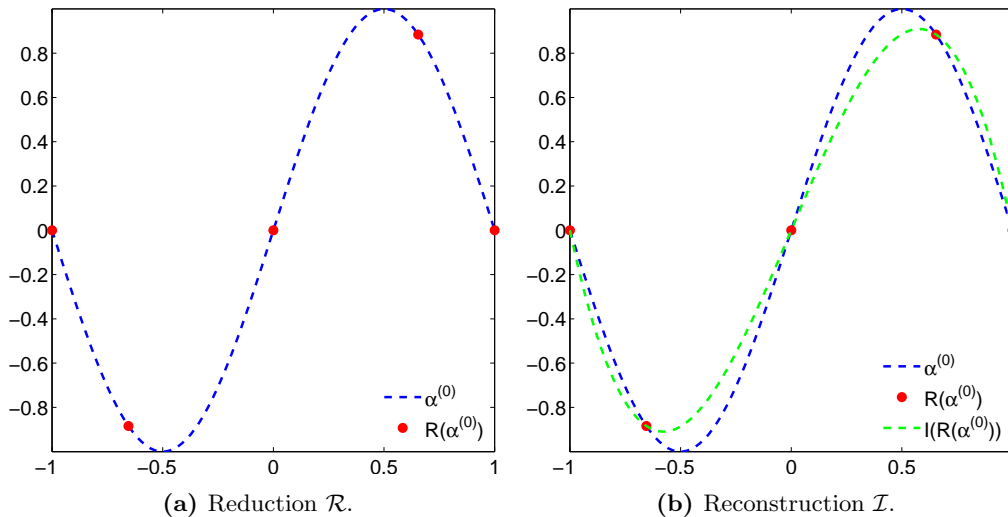 0.8
0.6
0.4
0.2
0
−0.2
−0.4
−0.6
−0.8
−1 −0.5 0 0.5 1
α(0)
R(α(0))
(a) Reduction R.
0.8
0.6
0.4
0.2
0
−0.2
−0.4
−0.6
−0.8
−1 −0.5 0 0.5
α(0)
R(α(0))
I(R(α(0)))
(b) Reconstruction I.